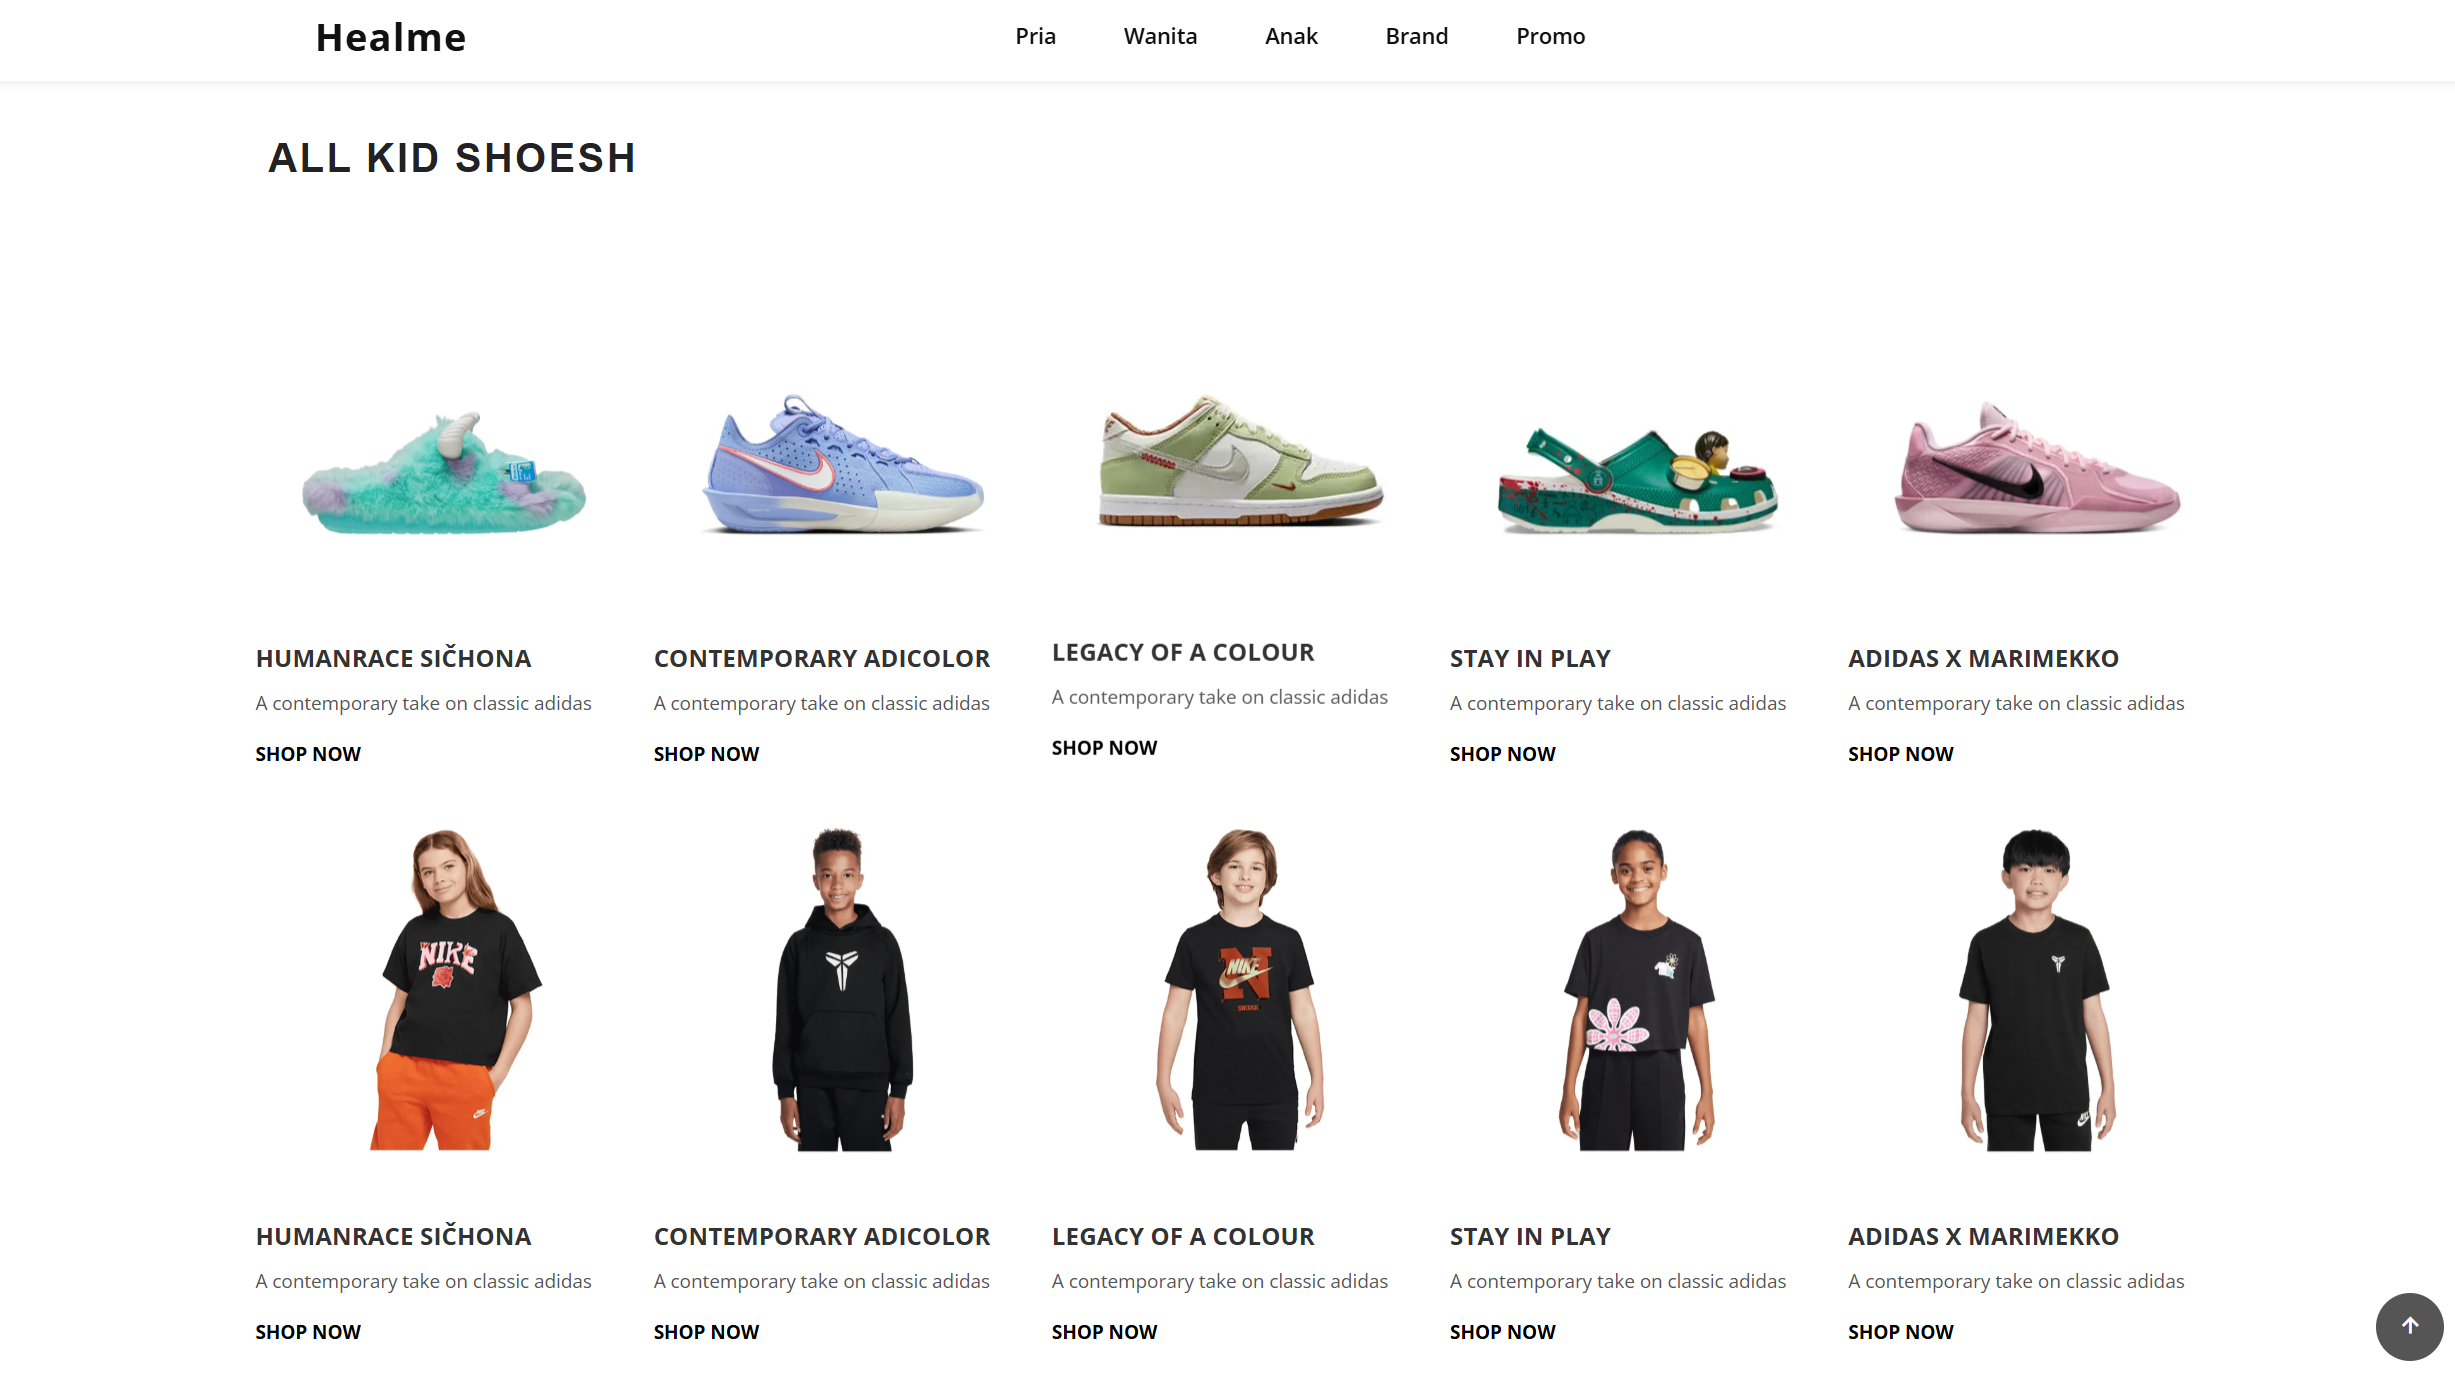 Healme
Pria Wanita Anak Brand Promo
ALL KID SHOESH
HUMANRACE SIČHONA
A contemporary take on classic adidas
SHOP NOW
CONTEMPORARY ADICOLOR
A contemporary take on classic adidas
SHOP NOW
LEGACY OF A COLOUR
A contemporary take on classic adidas
SHOP NOW
STAY IN PLAY
A contemporary take on classic adidas
SHOP NOW
ADIDAS X MARIMEKKO
A contemporary take on classic adidas
SHOP NOW
NIKE
N
NIKE
HUMANRACE SIČHONA
A contemporary take on classic adidas
SHOP NOW
CONTEMPORARY ADICOLOR
A contemporary take on classic adidas
SHOP NOW
LEGACY OF A COLOUR
A contemporary take on classic adidas
SHOP NOW
STAY IN PLAY
A contemporary take on classic adidas
SHOP NOW
ADIDAS X MARIMEKKO
A contemporary take on classic adidas
SHOP NOW